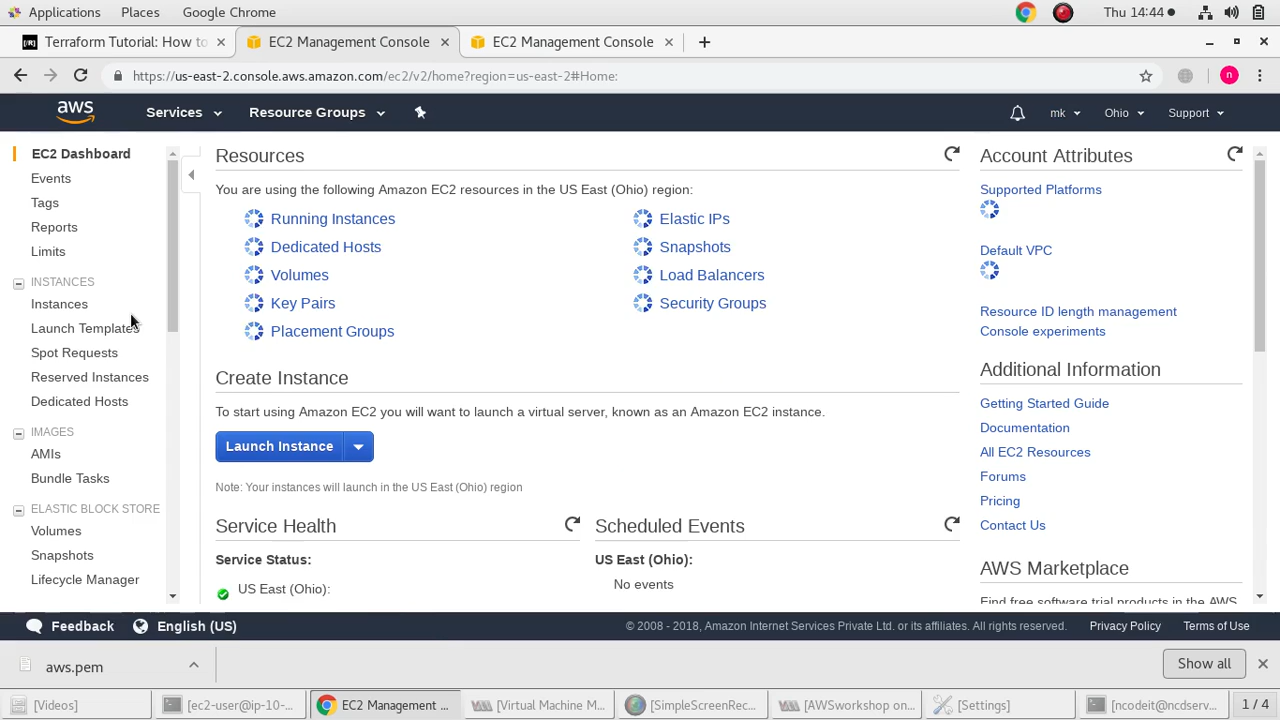 Applications Places Google Chrome Thu 14:44
[/R] Terraform Tutorial: How to EC2 Management Console EC2 Management Console
https://us-east-2.console.aws.amazon.com/ec2/v2/home?region=us-east-2#Home: n
aws Services Resource Groups mk Ohio Support
EC2 Dashboard
Events
Tags
Reports
Limits
INSTANCES
Instances
Launch Templates
Spot Requests
Reserved Instances
Dedicated Hosts
IMAGES
AMIs
Bundle Tasks
ELASTIC BLOCK STORE
Volumes
Snapshots
Lifecycle Manager
Resources
You are using the following Amazon EC2 resources in the US East (Ohio) region:
Running Instances Elastic IPs
Dedicated Hosts Snapshots
Volumes Load Balancers
Key Pairs Security Groups
Placement Groups
Create Instance
To start using Amazon EC2 you will want to launch a virtual server, known as an Amazon EC2 instance.
Launch Instance
Note: Your instances will launch in the US East (Ohio) region
Service Health
Service Status:
US East (Ohio):
Scheduled Events
US East (Ohio):
No events
Account Attributes
Supported Platforms
Default VPC
Resource ID length management
Console experiments
Additional Information
Getting Started Guide
Documentation
All EC2 Resources
Forums
Pricing
Contact Us
AWS Marketplace
Find free software trial products in the AWS
Feedback English (US) © 2008 - 2018, Amazon Internet Services Private Ltd. or its affiliates. All rights reserved. Privacy Policy Terms of Use
aws.pem Show all
[Videos] [ec2-user@ip-10-... EC2 Management ... [Virtual Machine M... [SimpleScreenRec... [AWSworkshop on... [Settings] [ncodeit@ncdserv... 1 / 4